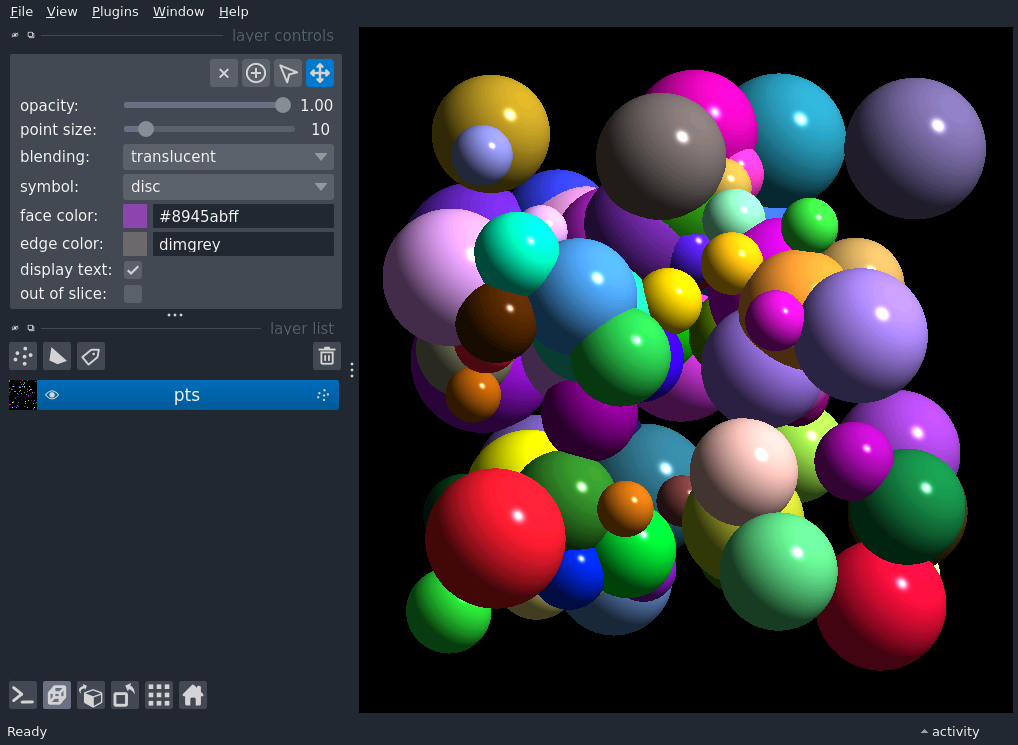 File View Plugins Window Help
layer controls
opacity: 1.00
point size: 10
blending: translucent
symbol: disc
face color: #8945abff
edge color: dimgrey
display text:
out of slice:
layer list
pts
Ready activity